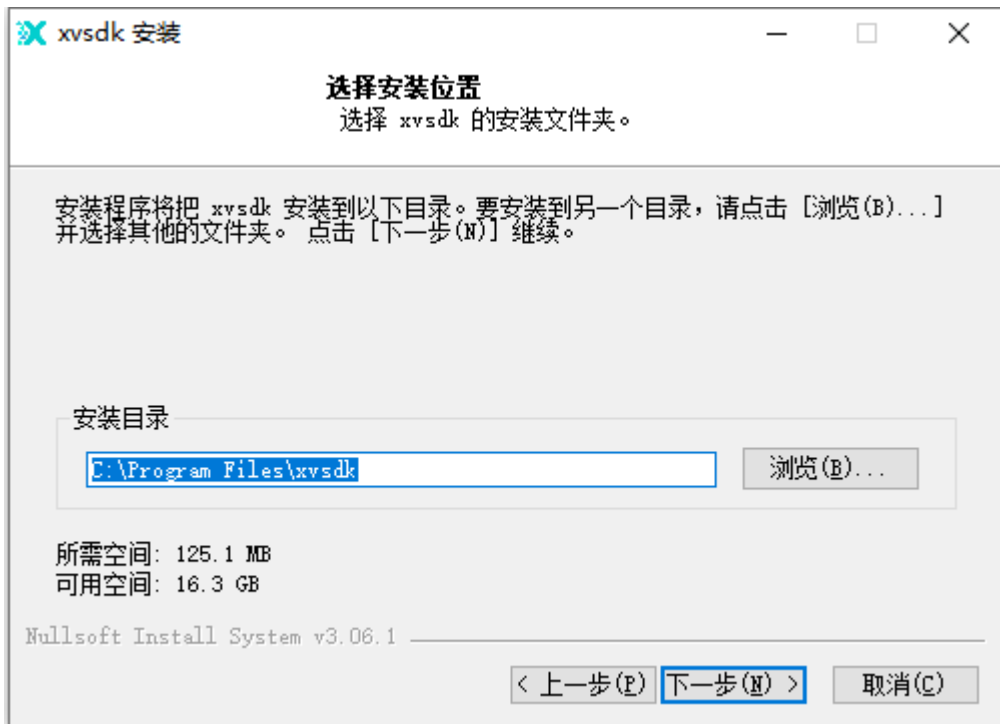 xvsdk 安装
选择安装位置
选择 xvsdk 的安装文件夹。
安装程序将把 xvsdk 安装到以下目录。要安装到另一个目录，请点击 [浏览(B)...]
并选择其他的文件夹。 点击 [下一步(N)] 继续。
安装目录
C:\Program Files\xvsdk
浏览(B)...
所需空间: 125.1 MB
可用空间: 16.3 GB
Nullsoft Install System v3.06.1
< 上一步(P) 下一步(N) > 取消(C)